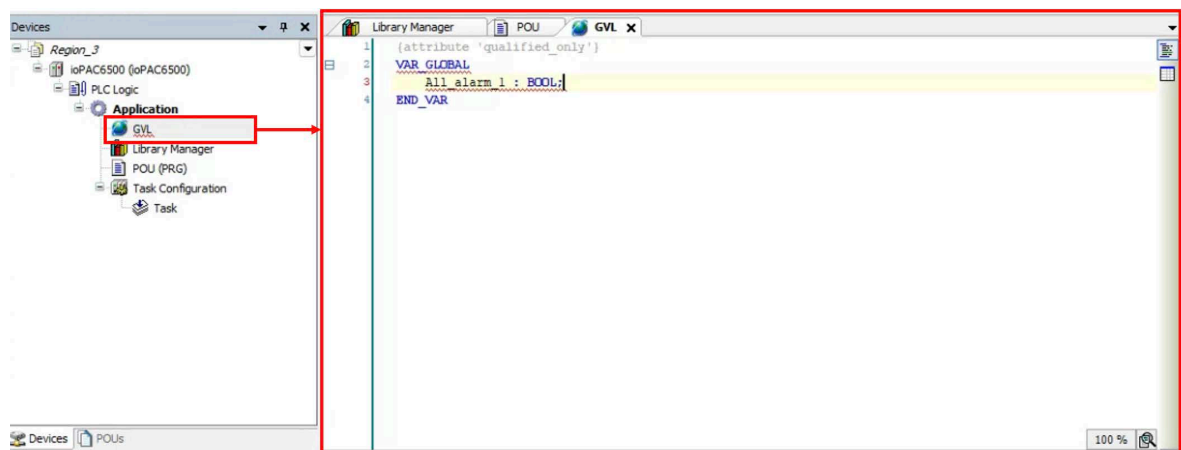 Devices
Region_3
ioPAC6500 (ioPAC6500)
PLC Logic
Application
GVL
Library Manager
POU (PRG)
Task Configuration
Task
Devices POUs
Library Manager POU GVL
1 {attribute 'qualified_only'}
2 VAR_GLOBAL
3 All_alarm_1 : BOOL;
4 END_VAR
100 %